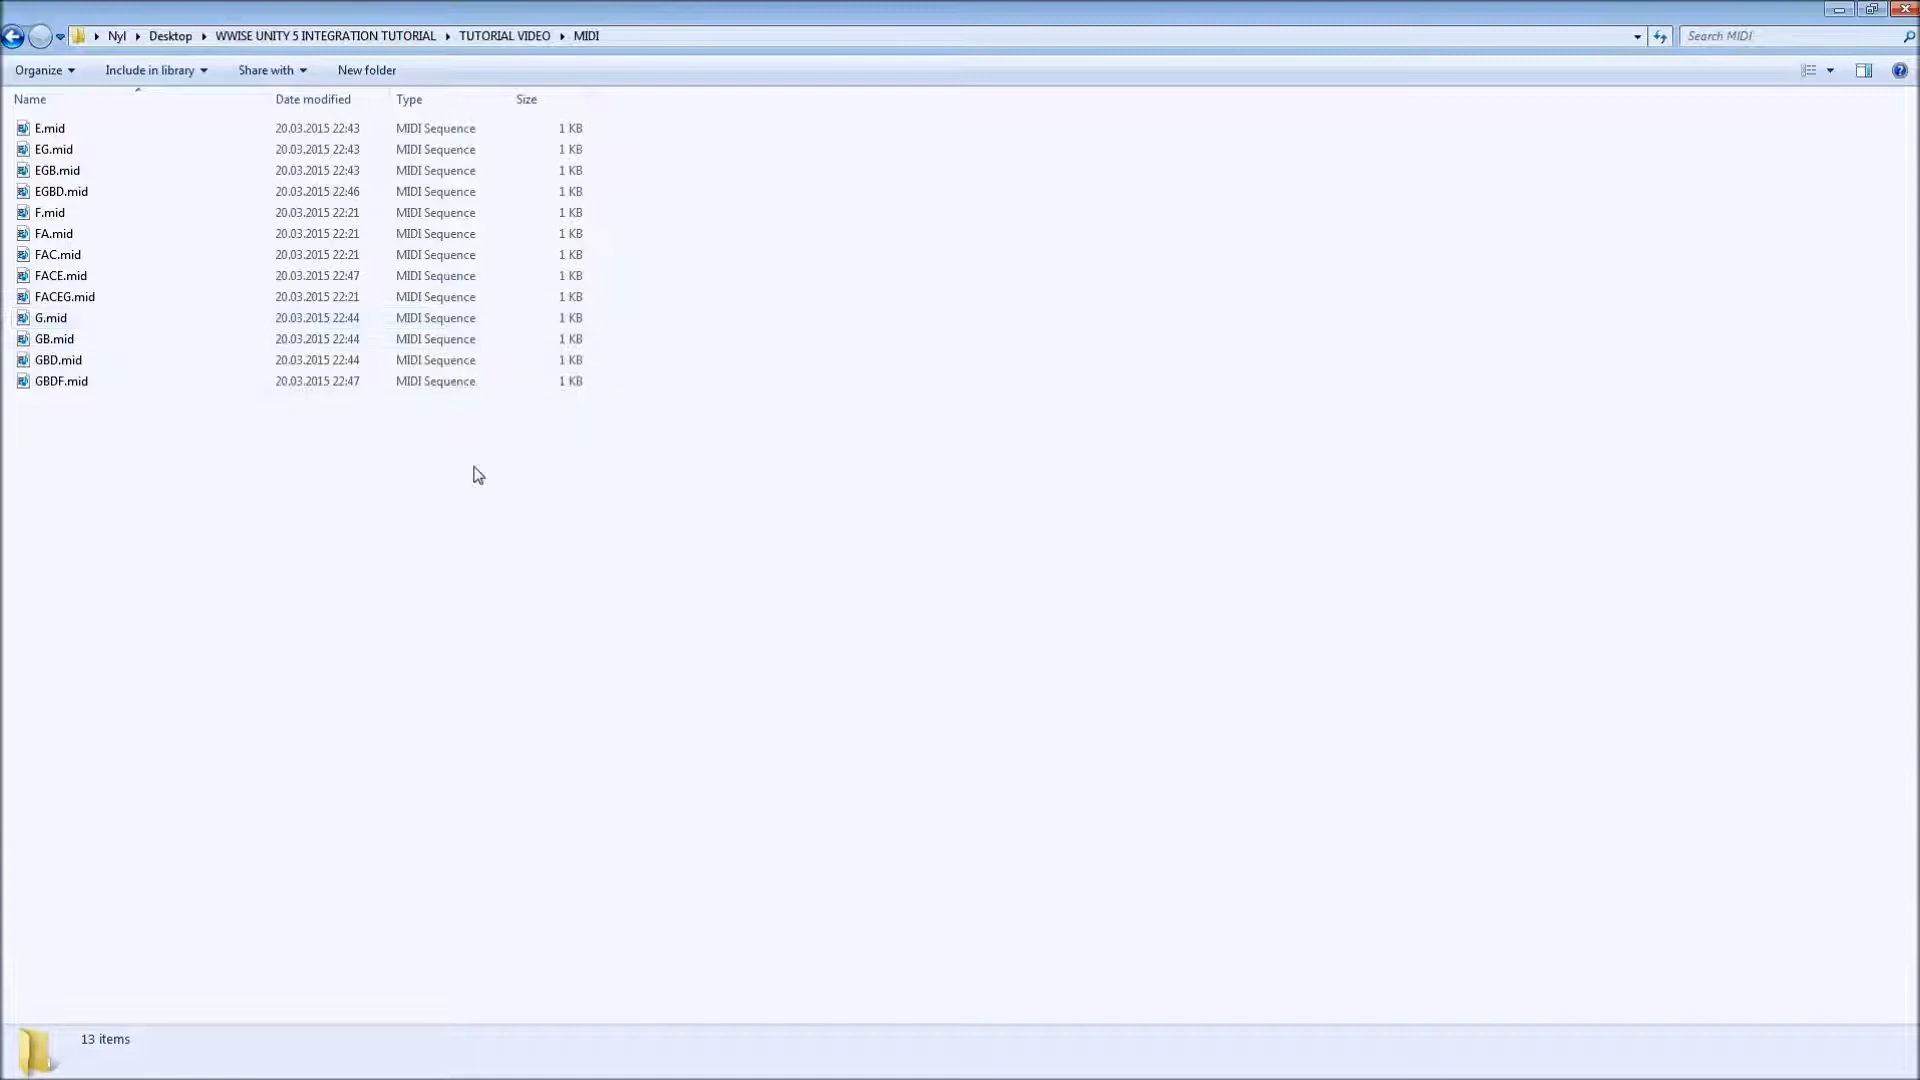 Nyl Desktop WWISE UNITY 5 INTEGRATION TUTORIAL TUTORIAL VIDEO MIDI Search MIDI
Organize Include in library Share with New folder
Name Date modified Type Size
E.mid 20.03.2015 22:43 MIDI Sequence 1 KB
EG.mid 20.03.2015 22:43 MIDI Sequence 1 KB
EGB.mid 20.03.2015 22:43 MIDI Sequence 1 KB
EGBD.mid 20.03.2015 22:46 MIDI Sequence 1 KB
F.mid 20.03.2015 22:21 MIDI Sequence 1 KB
FA.mid 20.03.2015 22:21 MIDI Sequence 1 KB
FAC.mid 20.03.2015 22:21 MIDI Sequence 1 KB
FACE.mid 20.03.2015 22:47 MIDI Sequence 1 KB
FACEG.mid 20.03.2015 22:21 MIDI Sequence 1 KB
G.mid 20.03.2015 22:44 MIDI Sequence 1 KB
GB.mid 20.03.2015 22:44 MIDI Sequence 1 KB
GBD.mid 20.03.2015 22:44 MIDI Sequence 1 KB
GBDF.mid 20.03.2015 22:47 MIDI Sequence 1 KB
13 items